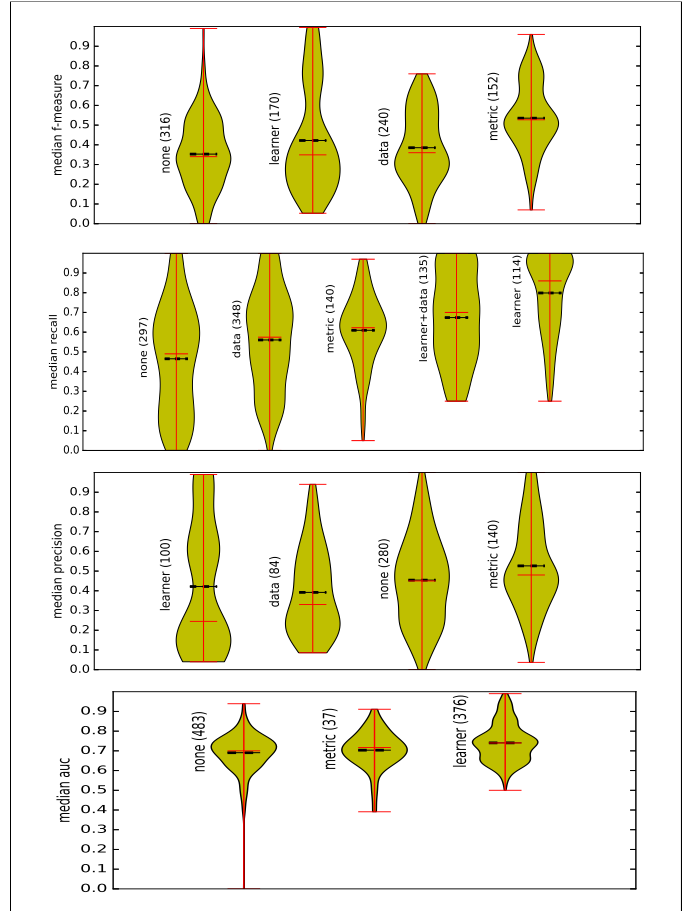 median f-measure
0.9
0.8
0.7
0.6
0.5
0.4
0.3
0.2
0.1
0.0
none (316)
learner (170)
data (240)
metric (152)
median recall
0.9
0.8
0.7
0.6
0.5
0.4
0.3
0.2
0.1
0.0
none (297)
data (348)
metric (140)
learner+data (135)
learner (114)
median precision
0.9
0.8
0.7
0.6
0.5
0.4
0.3
0.2
0.1
0.0
learner (100)
data (84)
none (280)
metric (140)
median auc
0.9
0.8
0.7
0.6
0.5
0.4
0.3
0.2
0.1
0.0
none (483)
metric (37)
learner (376)